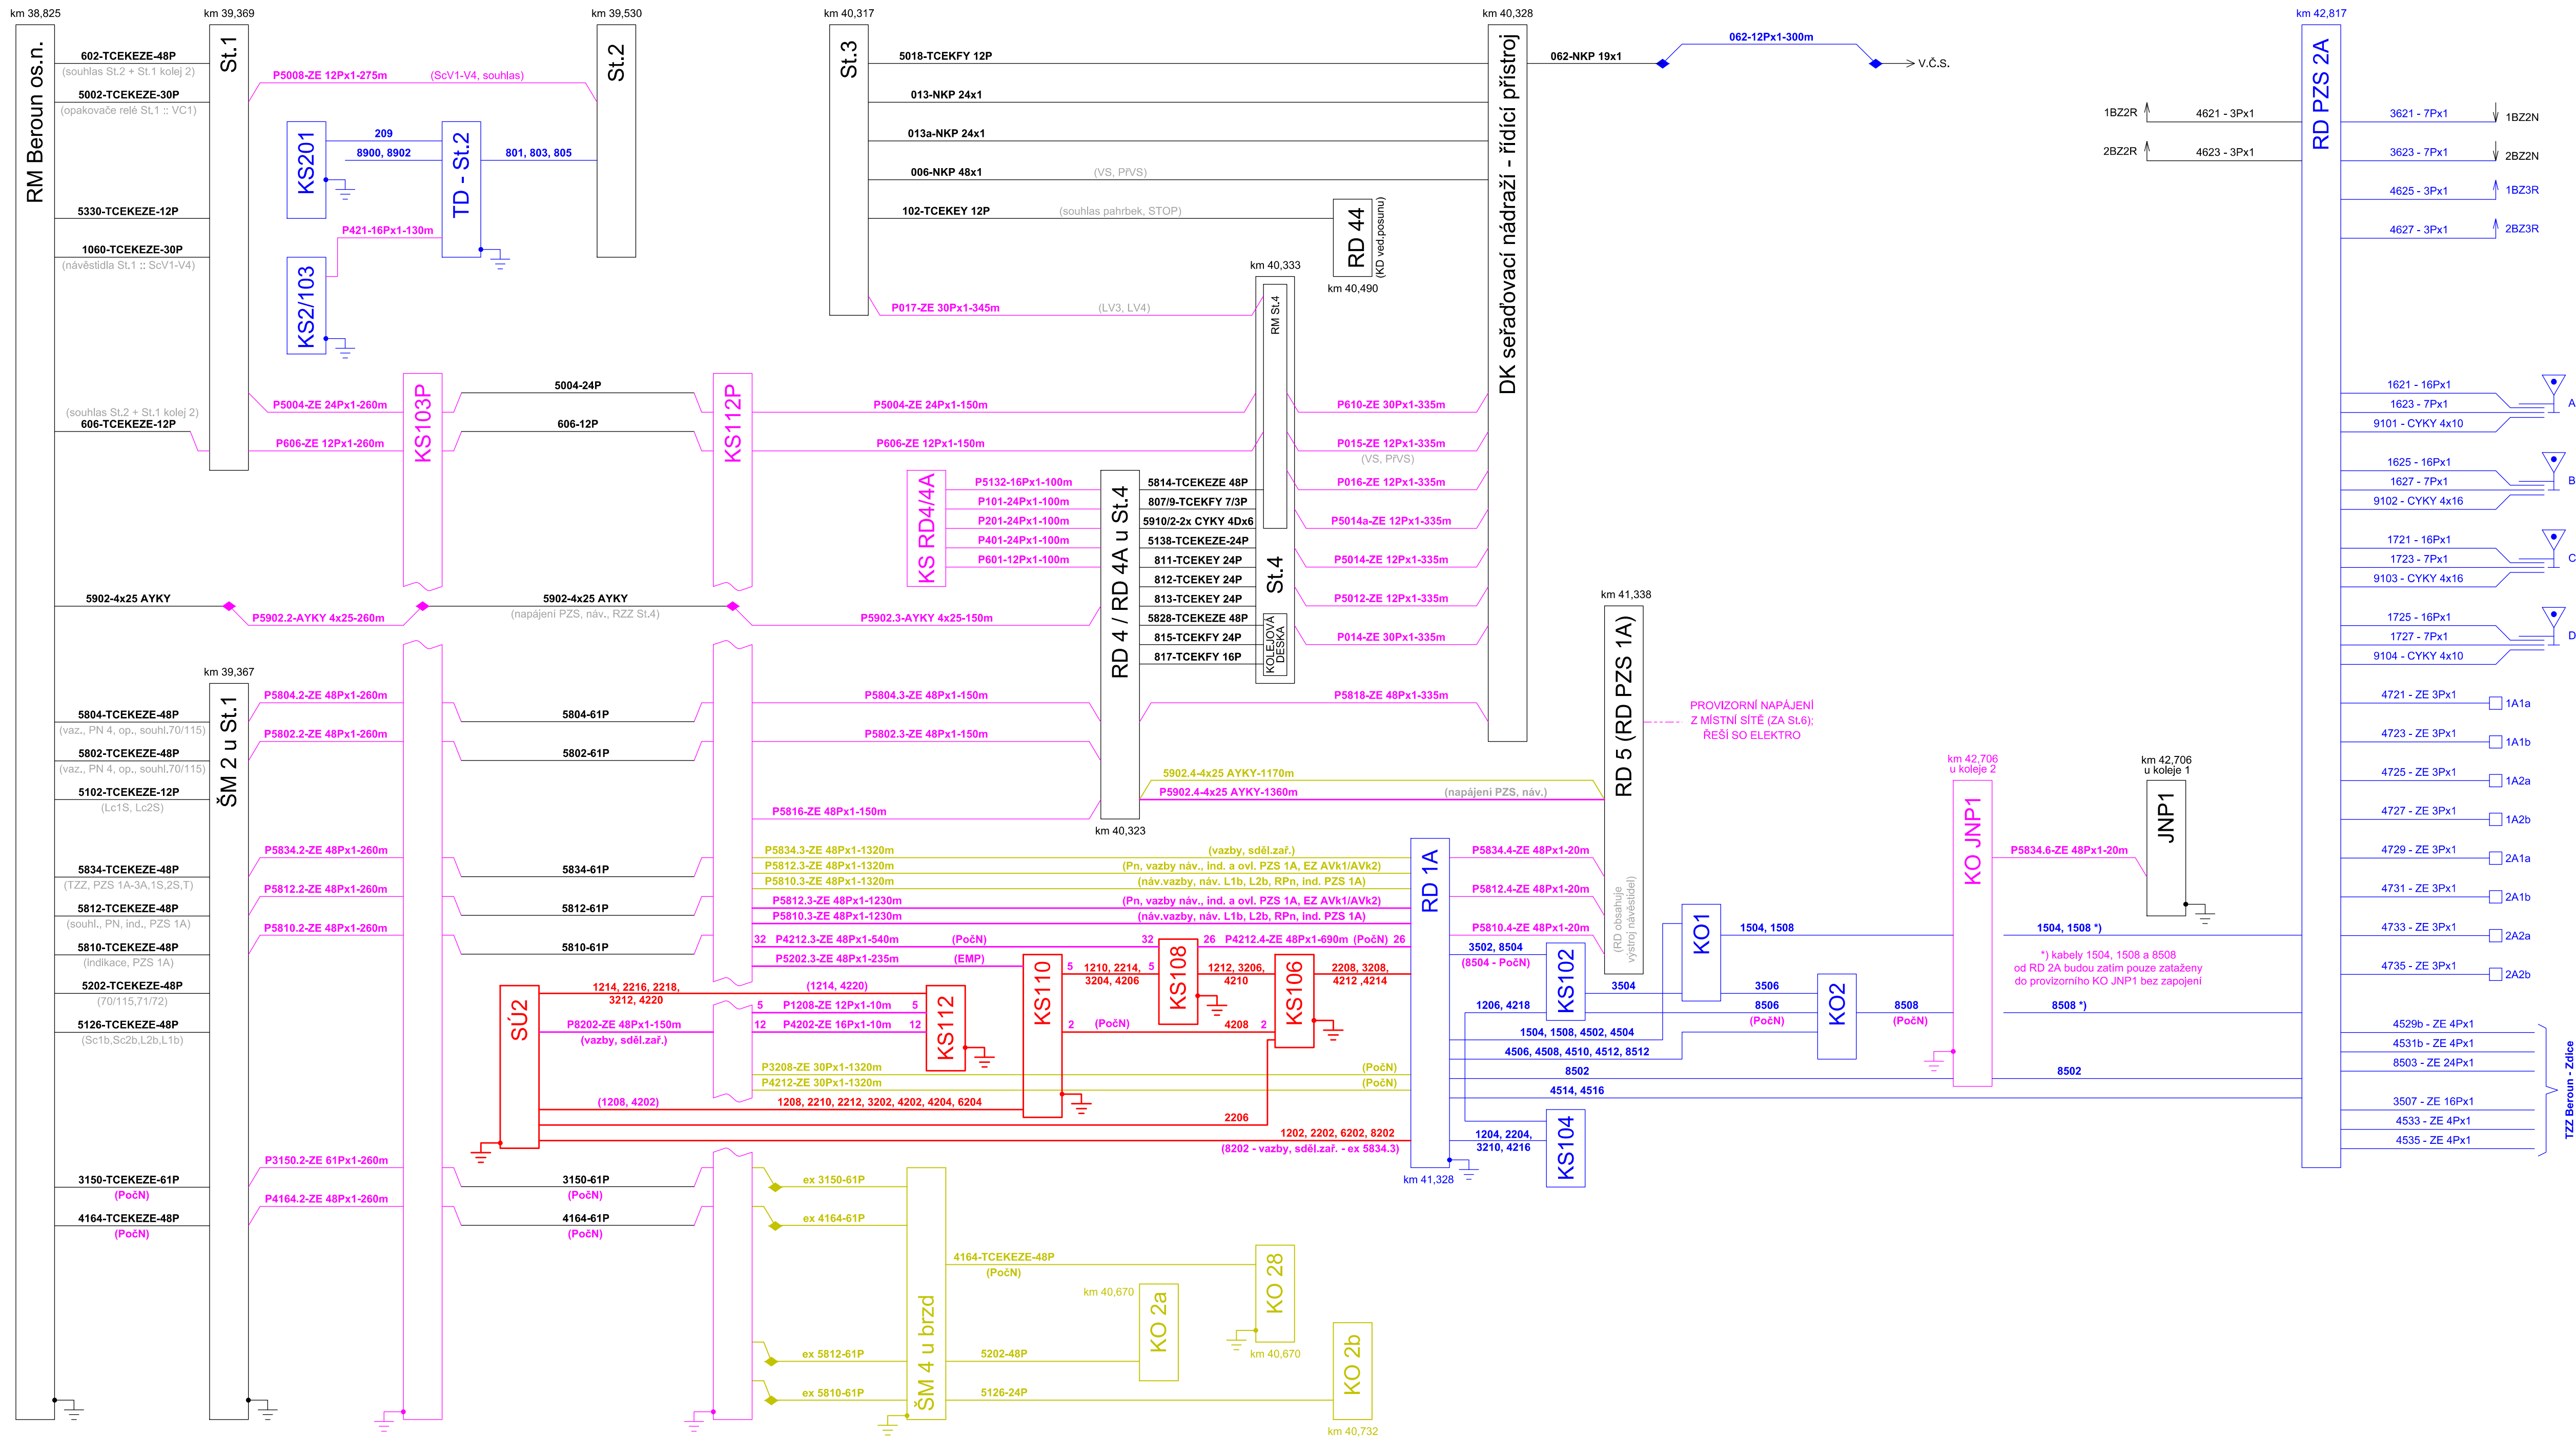 km 38,825
km 39,369
km 39,530
km 40,317
km 40,328
km 42,817
RM Beroun os.n.
602-TCEKEZE-48P
(souhlas St.2 + St.1 kolej 2)
5002-TCEKEZE-30P
(opakovače relé St.1 :: VC1)
5330-TCEKEZE-12P
1060-TCEKEZE-30P
(návěstidla St.1 :: ScV1-V4)
(souhlas St.2 + St.1 kolej 2)
606-TCEKEZE-12P
5902-4x25 AYKY
5804-TCEKEZE-48P
(vaz., PN 4, op., souhl.70/115)
5802-TCEKEZE-48P
(vaz., PN 4, op., souhl.70/115)
5102-TCEKEZE-12P
(Lc1S, Lc2S)
5834-TCEKEZE-48P
(TZZ, PZS 1A-3A,1S,2S,T)
5812-TCEKEZE-48P
(souhl., PN, ind., PZS 1A)
5810-TCEKEZE-48P
(indikace, PZS 1A)
5202-TCEKEZE-48P
(70/115,71/72)
5126-TCEKEZE-48P
(Sc1b,Sc2b,L2b,L1b)
3150-TCEKEZE-61P
(PočN)
4164-TCEKEZE-48P
(PočN)
St.1
km 39,367
ŠM 2 u St.1
P5008-ZE 12Px1-275m
(ScV1-V4, souhlas)
KS201
209
8900, 8902
TD - St.2
801, 803, 805
St.2
P421-16Px1-130m
KS2/103
P5004-ZE 24Px1-260m
P606-ZE 12Px1-260m
P5902.2-AYKY 4x25-260m
P5804.2-ZE 48Px1-260m
P5802.2-ZE 48Px1-260m
P5834.2-ZE 48Px1-260m
P5812.2-ZE 48Px1-260m
P5810.2-ZE 48Px1-260m
P3150.2-ZE 61Px1-260m
P4164.2-ZE 48Px1-260m
KS103P
5004-24P
606-12P
5902-4x25 AYKY
(napájení PZS, náv., RZZ St.4)
5804-61P
5802-61P
5834-61P
5812-61P
5810-61P
3150-61P
(PočN)
4164-61P
(PočN)
KS112P
P5004-ZE 24Px1-150m
P606-ZE 12Px1-150m
P5902.3-AYKY 4x25-150m
P5804.3-ZE 48Px1-150m
P5802.3-ZE 48Px1-150m
P5816-ZE 48Px1-150m
St.3
5018-TCEKFY 12P
013-NKP 24x1
013a-NKP 24x1
006-NKP 48x1
(VS, PřVS)
102-TCEKEY 12P
(souhlas pahrbek, STOP)
P017-ZE 30Px1-345m
(LV3, LV4)
RD 44
(KD ved.posunu)
km 40,490
km 40,333
RM St.4
St.4
KOLEJOVÁ
DESKA
KS RD4/4A
P5132-16Px1-100m
P101-24Px1-100m
P201-24Px1-100m
P401-24Px1-100m
P601-12Px1-100m
RD 4 / RD 4A u St.4
km 40,323
5814-TCEKEZE 48P
807/9-TCEKFY 7/3P
5910/2-2x CYKY 4Dx6
5138-TCEKEZE-24P
811-TCEKEY 24P
812-TCEKEY 24P
813-TCEKEY 24P
5828-TCEKEZE 48P
815-TCEKFY 24P
817-TCEKFY 16P
P610-ZE 30Px1-335m
P015-ZE 12Px1-335m
(VS, PřVS)
P016-ZE 12Px1-335m
P5014a-ZE 12Px1-335m
P5014-ZE 12Px1-335m
P5012-ZE 12Px1-335m
P014-ZE 30Px1-335m
P5818-ZE 48Px1-335m
DK seřaďovací nádraží - řídící přístroj
062-NKP 19x1
062-12Px1-300m
V.Č.S.
5902.4-4x25 AYKY-1170m
P5902.4-4x25 AYKY-1360m
(napájení PZS, náv.)
km 41,338
RD 5 (RD PZS 1A)
(RD obsahuje
výstroj návěstidel)
PROVIZORNÍ NAPÁJENÍ
Z MÍSTNÍ SÍTĚ (ZA St.6);
ŘEŠÍ SO ELEKTRO
P5834.3-ZE 48Px1-1320m
(vazby, sděl.zař.)
P5812.3-ZE 48Px1-1320m
(Pn, vazby náv., ind. a ovl. PZS 1A, EZ AVk1/AVk2)
P5810.3-ZE 48Px1-1320m
(náv.vazby, náv. L1b, L2b, RPn, ind. PZS 1A)
P5812.3-ZE 48Px1-1230m
(Pn, vazby náv., ind. a ovl. PZS 1A, EZ AVk1/AVk2)
P5810.3-ZE 48Px1-1230m
(náv.vazby, náv. L1b, L2b, RPn, ind. PZS 1A)
32
P4212.3-ZE 48Px1-540m
(PočN)
32
26
P4212.4-ZE 48Px1-690m
(PočN)
26
P5202.3-ZE 48Px1-235m
(EMP)
SÚ2
1214, 2216, 2218,
3212, 4220
(1214, 4220)
P8202-ZE 48Px1-150m
(vazby, sděl.zař.)
5
P1208-ZE 12Px1-10m
5
12
P4202-ZE 16Px1-10m
12
KS112
KS110
5
1210, 2214,
3204, 4206
5
KS108
1212, 3206,
4210
KS106
2208, 3208,
4212 ,4214
2
(PočN)
4208
2
P3208-ZE 30Px1-1320m
(PočN)
P4212-ZE 30Px1-1320m
(PočN)
(1208, 4202)
1208, 2210, 2212, 3202, 4202, 4204, 6204
2206
1202, 2202, 6202, 8202
(8202 - vazby, sděl.zař. - ex 5834.3)
RD 1A
km 41,328
P5834.4-ZE 48Px1-20m
P5812.4-ZE 48Px1-20m
P5810.4-ZE 48Px1-20m
3502, 8504
(8504 - PočN)
KS102
3504
1206, 4218
1504, 1508, 4502, 4504
4506, 4508, 4510, 4512, 8512
8502
4514, 4516
1204, 2204,
3210, 4216
KS104
KO1
1504, 1508
3506
8506
(PočN)
KO2
8508
(PočN)
km 42,706
u koleje 2
KO JNP1
P5834.6-ZE 48Px1-20m
km 42,706
u koleje 1
JNP1
1504, 1508 *)
*) kabely 1504, 1508 a 8508
od RD 2A budou zatím pouze zataženy
do provizorního KO JNP1 bez zapojení
8508 *)
8502
ex 3150-61P
ex 4164-61P
ex 5812-61P
ex 5810-61P
ŠM 4 u brzd
4164-TCEKEZE-48P
(PočN)
5202-48P
5126-24P
km 40,670
KO 2a
KO 28
km 40,670
KO 2b
km 40,732
RD PZS 2A
1BZ2R
4621 - 3Px1
2BZ2R
4623 - 3Px1
3621 - 7Px1
1BZ2N
3623 - 7Px1
2BZ2N
4625 - 3Px1
1BZ3R
4627 - 3Px1
2BZ3R
1621 - 16Px1
1623 - 7Px1
9101 - CYKY 4x10
A
1625 - 16Px1
1627 - 7Px1
9102 - CYKY 4x16
B
1721 - 16Px1
1723 - 7Px1
9103 - CYKY 4x16
C
1725 - 16Px1
1727 - 7Px1
9104 - CYKY 4x10
D
4721 - ZE 3Px1
1A1a
4723 - ZE 3Px1
1A1b
4725 - ZE 3Px1
1A2a
4727 - ZE 3Px1
1A2b
4729 - ZE 3Px1
2A1a
4731 - ZE 3Px1
2A1b
4733 - ZE 3Px1
2A2a
4735 - ZE 3Px1
2A2b
4529b - ZE 4Px1
4531b - ZE 4Px1
8503 - ZE 24Px1
3507 - ZE 16Px1
4533 - ZE 4Px1
4535 - ZE 4Px1
TZZ Beroun - Zdice